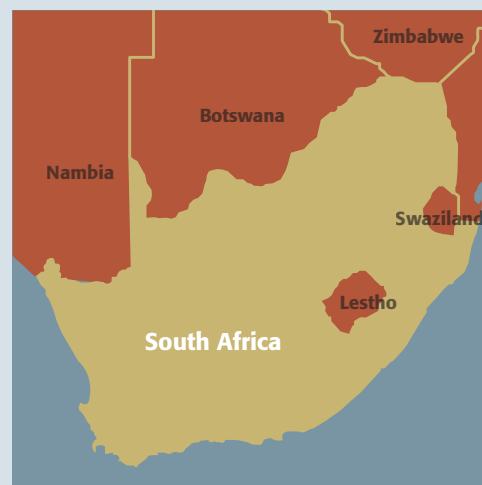 Zimbabwe
Botswana
Nambia
Swaziland
Lestho
South Africa